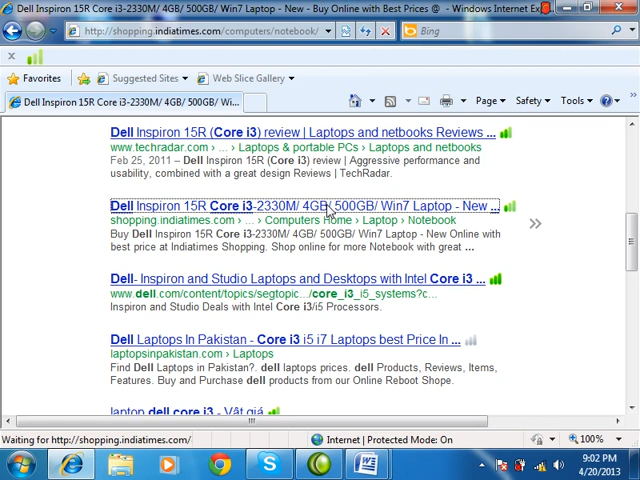 Dell Inspiron 15R Core i3-2330M/ 4GB/ 500GB/ Win7 Laptop - New - Buy Online with Best Prices @ - Windows Internet Ex...
http://shopping.indiatimes.com/computers/notebook/
Bing
x
Favorites
Suggested Sites
Web Slice Gallery
Dell Inspiron 15R Core i3-2330M/ 4GB/ 500GB/ Wi...
Page
Safety
Tools
Dell Inspiron 15R (Core i3) review | Laptops and netbooks Reviews ...
www.techradar.com › ... › Laptops & portable PCs › Laptops and netbooks
Feb 25, 2011 – Dell Inspiron 15R (Core i3) review | Aggressive performance and
usability, combined with a great design Reviews | TechRadar.
Dell Inspiron 15R Core i3-2330M/ 4GB/ 500GB/ Win7 Laptop - New ...
shopping.indiatimes.com › ... › Computers Home › Laptop › Notebook
Buy Dell Inspiron 15R Core i3-2330M/ 4GB/ 500GB/ Win7 Laptop - New Online with
best price at Indiatimes Shopping. Shop online for more Notebook with great ...
Dell- Inspiron and Studio Laptops and Desktops with Intel Core i3 ...
www.dell.com/content/topics/segtopic.../core_i3_i5_systems?c...
Inspiron and Studio Deals with Intel Core i3/i5 Processors.
Dell Laptops In Pakistan - Core i3 i5 i7 Laptops best Price In ...
laptopsinpakistan.com › Laptops
Find Dell Laptops in Pakistan?. dell laptops prices. dell Products, Reviews, Items,
Features. Buy and Purchase dell products from our Online Reboot Shope.
laptop dell core i3 - Vật giá
Waiting for http://shopping.indiatimes.com/
Internet | Protected Mode: On
100%
9:02 PM
4/20/2013